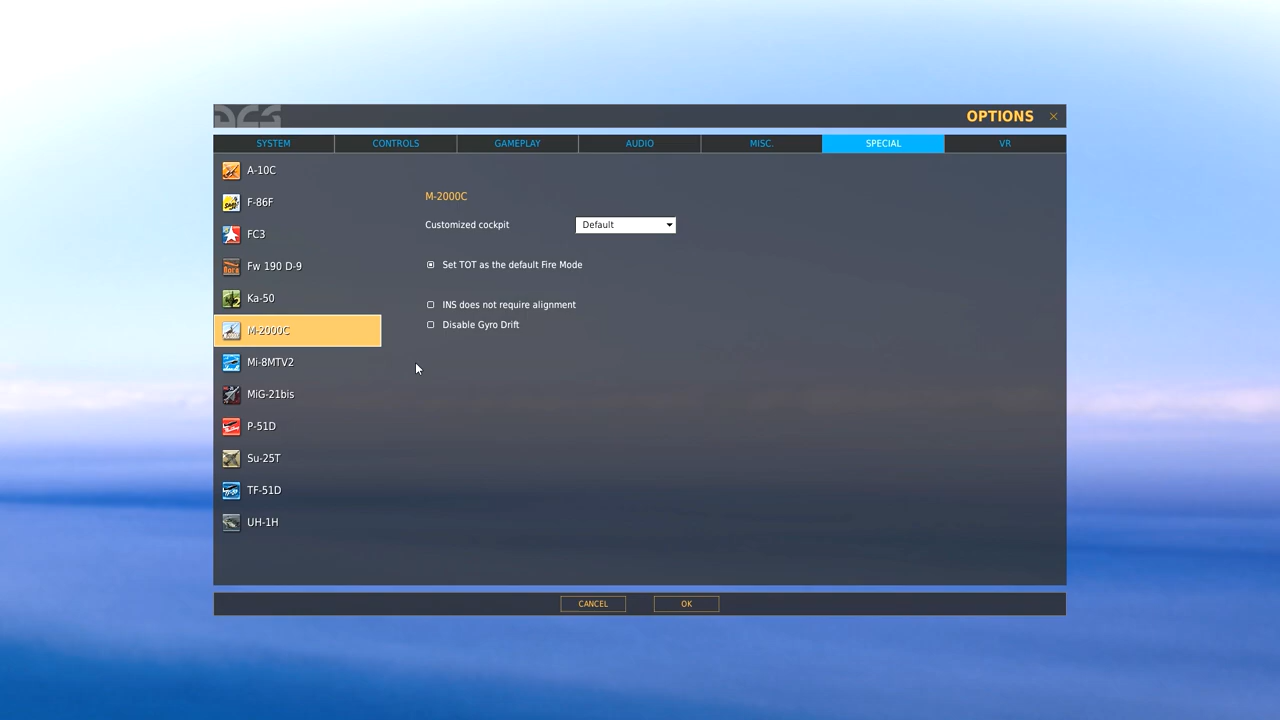 DCS
OPTIONS
SYSTEM CONTROLS GAMEPLAY AUDIO MISC. SPECIAL VR
A-10C
F-86F
FC3
Fw 190 D-9
Ka-50
M-2000C
Mi-8MTV2
MiG-21bis
P-51D
Su-25T
TF-51D
UH-1H
M-2000C
Customized cockpit Default
Set TOT as the default Fire Mode
INS does not require alignment
Disable Gyro Drift
CANCEL OK